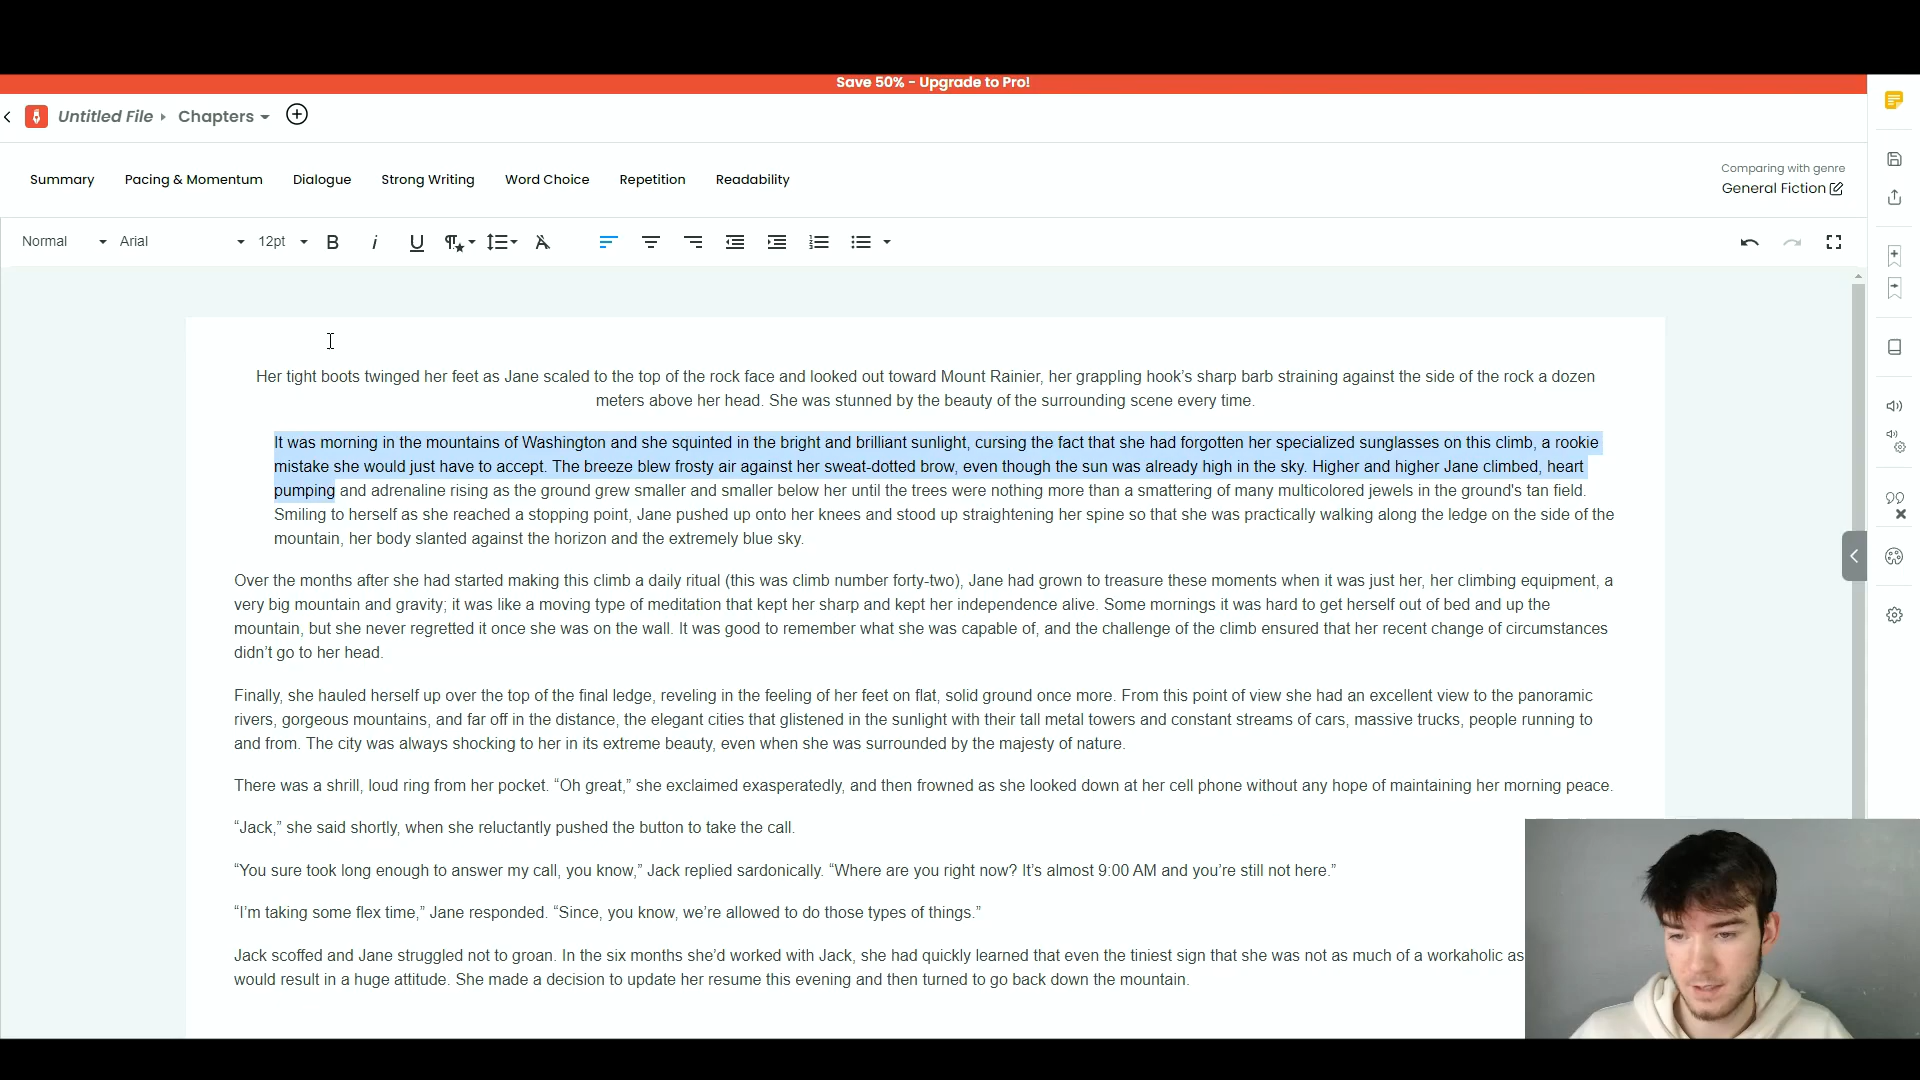 Save 50% - Upgrade to Pro!
Untitled File
Chapters
Summary
Pacing & Momentum
Dialogue
Strong Writing
Word Choice
Repetition
Readability
Comparing with genre
General Fiction
Normal
Arial
12pt
B
i
U
Her tight boots twinged her feet as Jane scaled to the top of the rock face and looked out toward Mount Rainier, her grappling hook’s sharp barb straining against the side of the rock a dozen
meters above her head. She was stunned by the beauty of the surrounding scene every time.
It was morning in the mountains of Washington and she squinted in the bright and brilliant sunlight, cursing the fact that she had forgotten her specialized sunglasses on this climb, a rookie
mistake she would just have to accept. The breeze blew frosty air against her sweat-dotted brow, even though the sun was already high in the sky. Higher and higher Jane climbed, heart
pumping and adrenaline rising as the ground grew smaller and smaller below her until the trees were nothing more than a smattering of many multicolored jewels in the ground's tan field.
Smiling to herself as she reached a stopping point, Jane pushed up onto her knees and stood up straightening her spine so that she was practically walking along the ledge on the side of the
mountain, her body slanted against the horizon and the extremely blue sky.
Over the months after she had started making this climb a daily ritual (this was climb number forty-two), Jane had grown to treasure these moments when it was just her, her climbing equipment, a
very big mountain and gravity; it was like a moving type of meditation that kept her sharp and kept her independence alive. Some mornings it was hard to get herself out of bed and up the
mountain, but she never regretted it once she was on the wall. It was good to remember what she was capable of, and the challenge of the climb ensured that her recent change of circumstances
didn’t go to her head.
Finally, she hauled herself up over the top of the final ledge, reveling in the feeling of her feet on flat, solid ground once more. From this point of view she had an excellent view to the panoramic
rivers, gorgeous mountains, and far off in the distance, the elegant cities that glistened in the sunlight with their tall metal towers and constant streams of cars, massive trucks, people running to
and from. The city was always shocking to her in its extreme beauty, even when she was surrounded by the majesty of nature.
There was a shrill, loud ring from her pocket. “Oh great,” she exclaimed exasperatedly, and then frowned as she looked down at her cell phone without any hope of maintaining her morning peace.
“Jack,” she said shortly, when she reluctantly pushed the button to take the call.
“You sure took long enough to answer my call, you know,” Jack replied sardonically. “Where are you right now? It’s almost 9:00 AM and you’re still not here.”
“I’m taking some flex time,” Jane responded. “Since, you know, we’re allowed to do those types of things.”
Jack scoffed and Jane struggled not to groan. In the six months she’d worked with Jack, she had quickly learned that even the tiniest sign that she was not as much of a workaholic as
would result in a huge attitude. She made a decision to update her resume this evening and then turned to go back down the mountain.